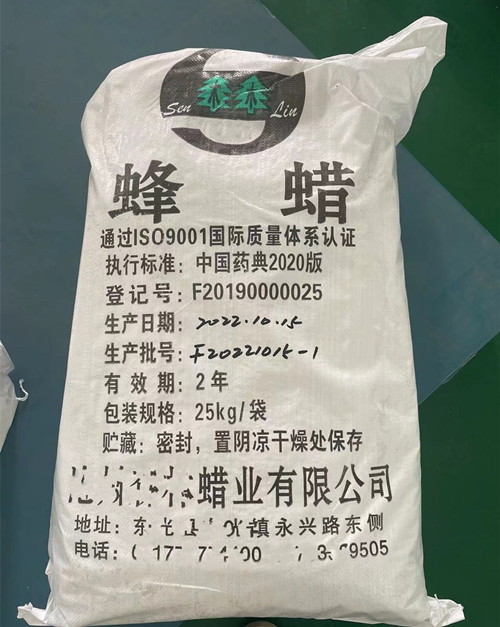 Sen Lin
蜂 蜡
通过ISO9001国际质量体系认证
执行标准：中国药典2020版
登记号：F20190000025
生产日期：2022.10.15
生产批号：F20221015-1
有效期：2年
包装规格：25kg/袋
贮藏：密封，置阴凉干燥处保存
蜡业有限公司
地址：东 镇永兴路东侧
电话： 9505